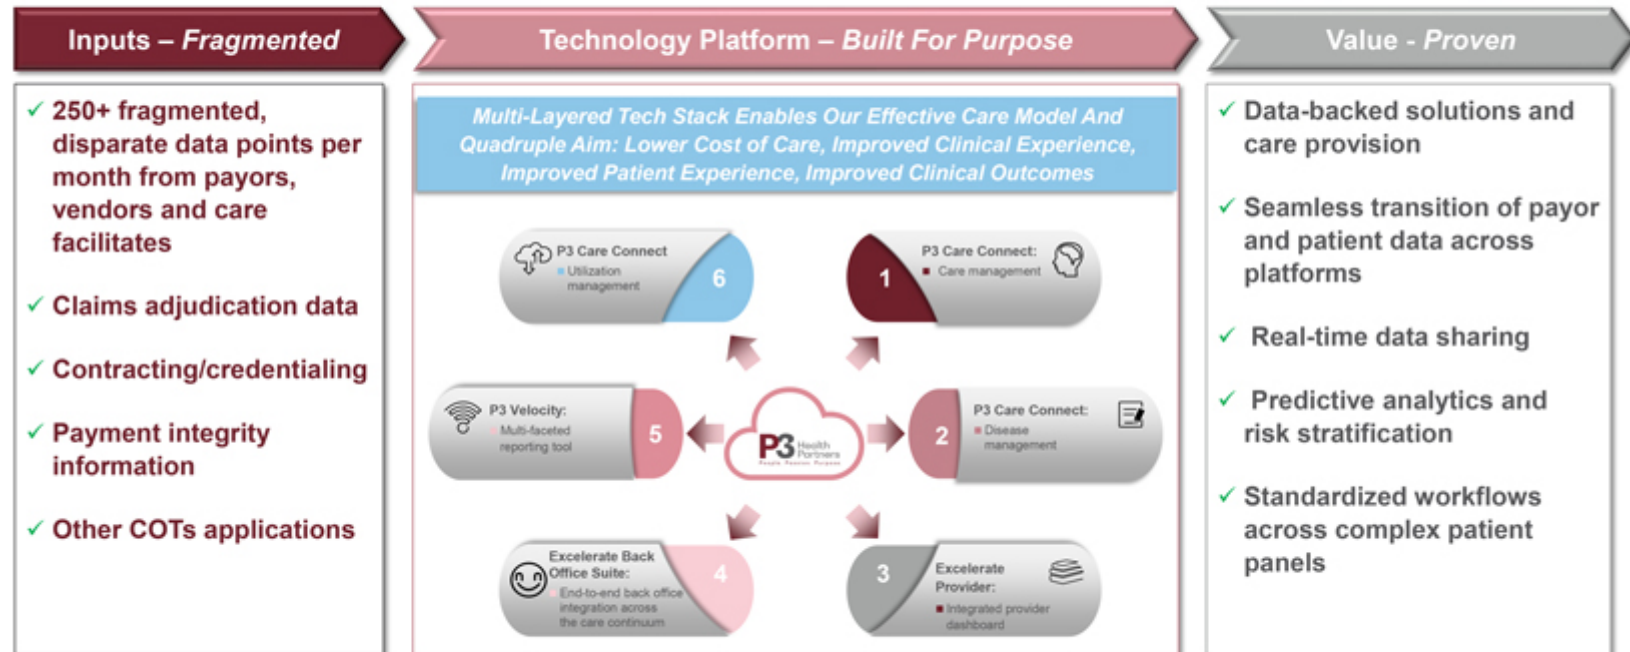 Inputs – Fragmented
Technology Platform – Built For Purpose
Value - Proven
250+ fragmented,
disparate data points per
month from payors,
vendors and care
facilitates
Claims adjudication data
Contracting/credentialing
Payment integrity
information
Other COTs applications
Multi-Layered Tech Stack Enables Our Effective Care Model And
Quadruple Aim: Lower Cost of Care, Improved Clinical Experience,
Improved Patient Experience, Improved Clinical Outcomes
P3 Care Connect
Utilization
management
6
1
P3 Care Connect:
Care management
P3 Velocity:
Multi-faceted
reporting tool
5
P3 Health
Partners
People. Passion. Purpose.
2
P3 Care Connect:
Disease
management
Excelerate Back
Office Suite:
End-to-end back office
integration across
the care continuum
4
3
Excelerate
Provider:
Integrated provider
dashboard
Data-backed solutions and
care provision
Seamless transition of payor
and patient data across
platforms
Real-time data sharing
Predictive analytics and
risk stratification
Standardized workflows
across complex patient
panels